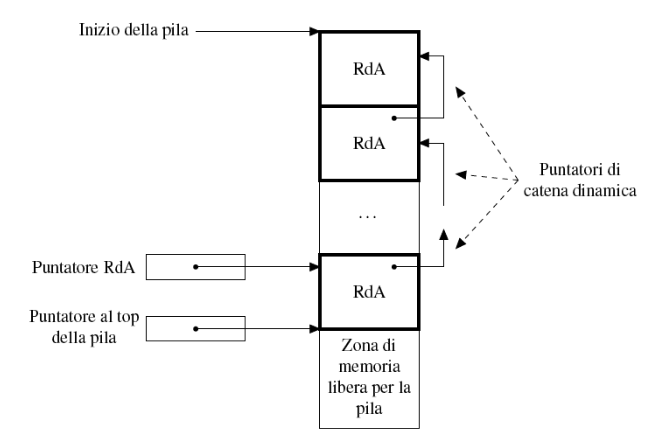 Inizio della pila
RdA
RdA
Puntatori di
catena dinamica
...
Puntatore RdA
RdA
Puntatore al top
della pila
Zona di
memoria
libera per la
pila